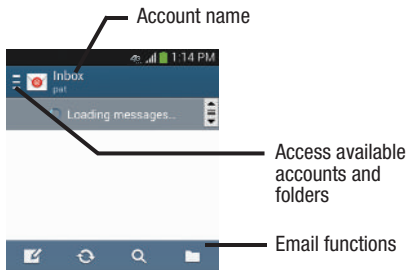 Account name
1:14 PM
Inbox
pat
Loading messages...
Access available
accounts and
folders
Email functions